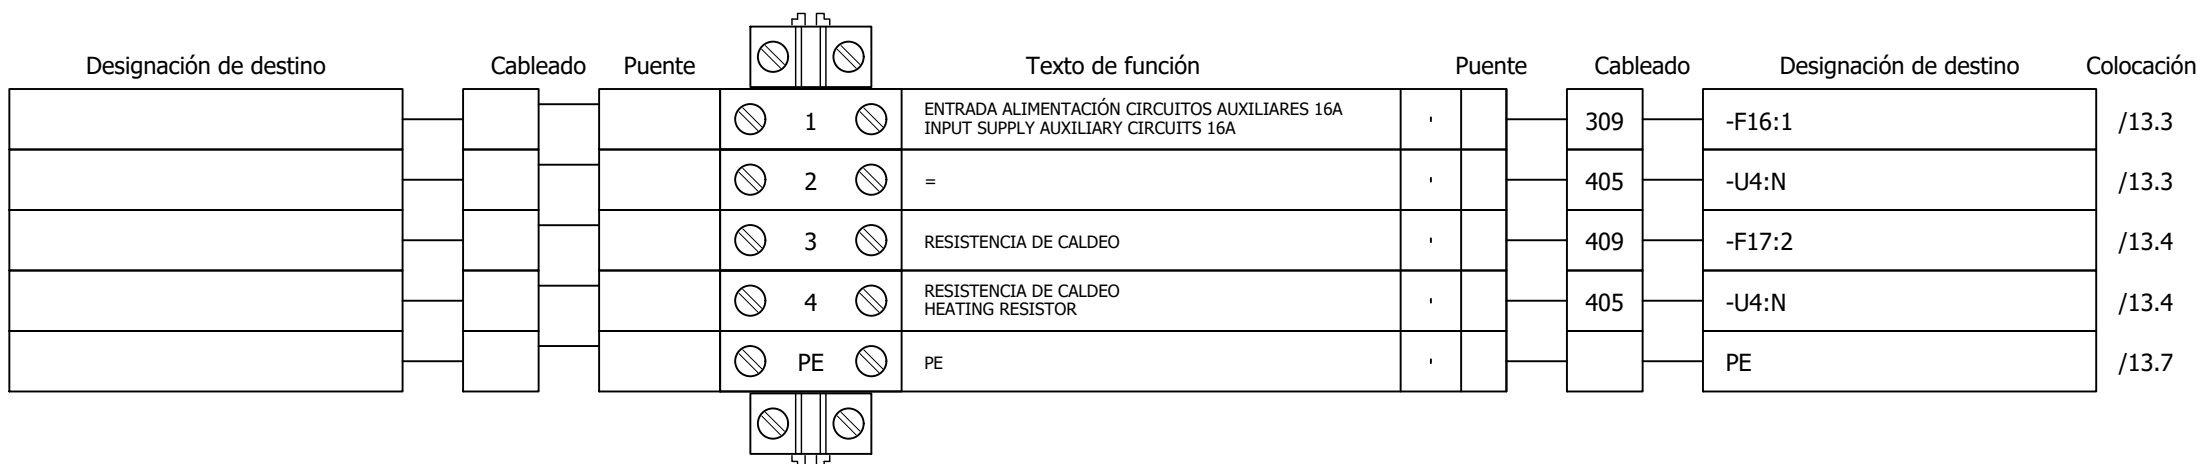 Designación de destino Cableado Puente Texto de función Puente Cableado Designación de destino Colocación
1 ENTRADA ALIMENTACIÓN CIRCUITOS AUXILIARES 16A
INPUT SUPPLY AUXILIARY CIRCUITS 16A 309 -F16:1 /13.3
2 = 405 -U4:N /13.3
3 RESISTENCIA DE CALDEO 409 -F17:2 /13.4
4 RESISTENCIA DE CALDEO
HEATING RESISTOR 405 -U4:N /13.4
PE PE PE /13.7